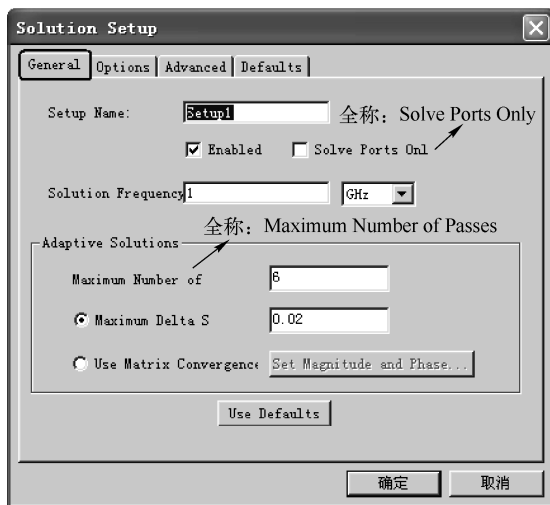 Solution Setup
General Options Advanced Defaults
Setup Name: Setup1 全称：Solve Ports Only
Enabled Solve Ports Onl
Solution Frequency 1 GHz
全称：Maximum Number of Passes
Adaptive Solutions
Maximum Number of 6
Maximum Delta S 0.02
Use Matrix Convergence Set Magnitude and Phase...
Use Defaults
确定 取消